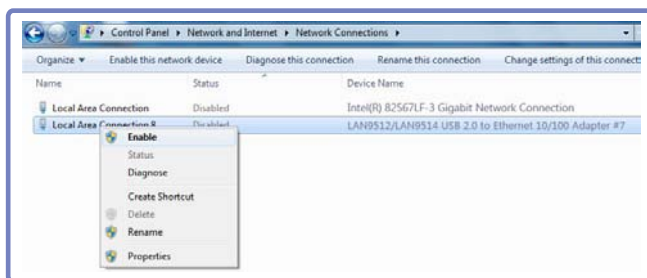 Control Panel Network and Internet Network Connections
Organize Enable this network device Diagnose this connection Rename this connection Change settings of this connect
Name Status Device Name
Local Area Connection Disabled Intel(R) 82567LF-3 Gigabit Network Connection
Local Area Connection 8 Disabled LAN9512/LAN9514 USB 2.0 to Ethernet 10/100 Adapter #7
Enable
Status
Diagnose
Create Shortcut
Delete
Rename
Properties